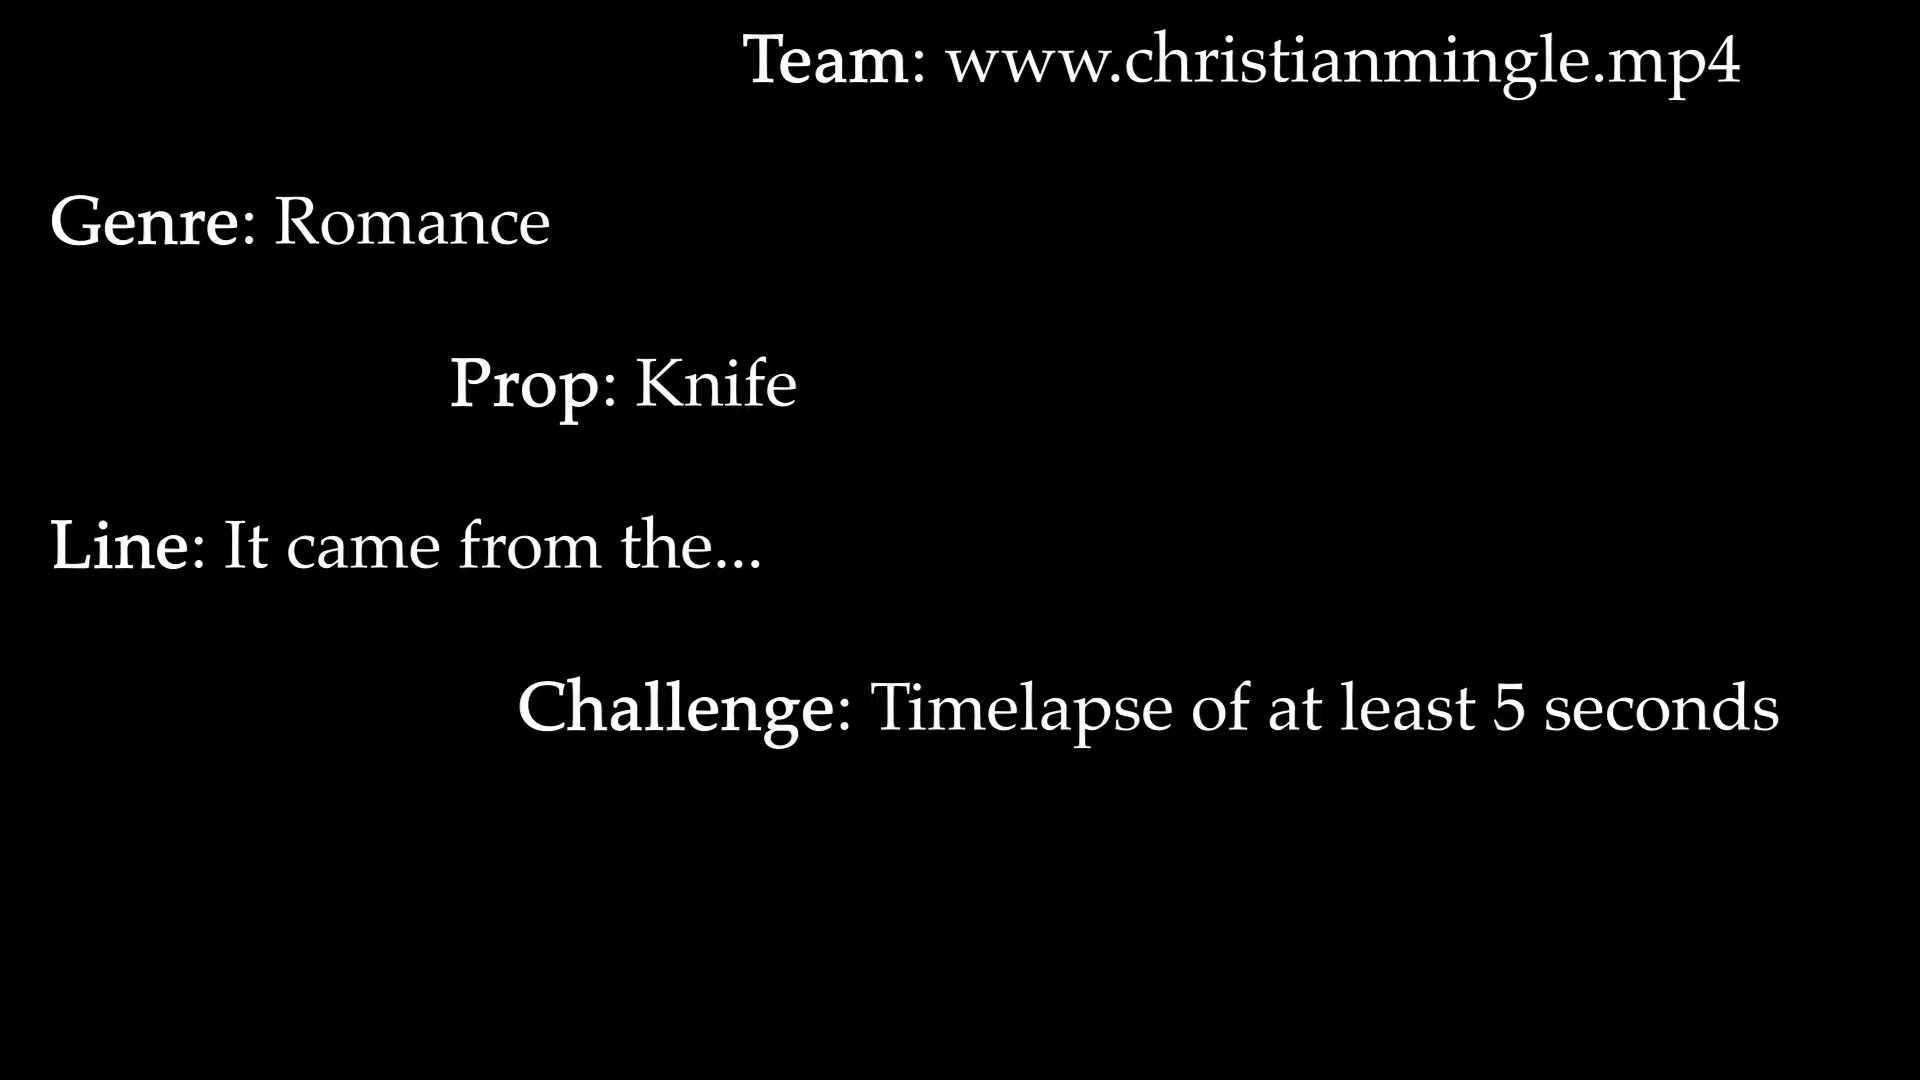 Team: www.christianmingle.mp4
Genre: Romance
Prop: Knife
Line: It came from the...
Challenge: Timelapse of at least 5 seconds